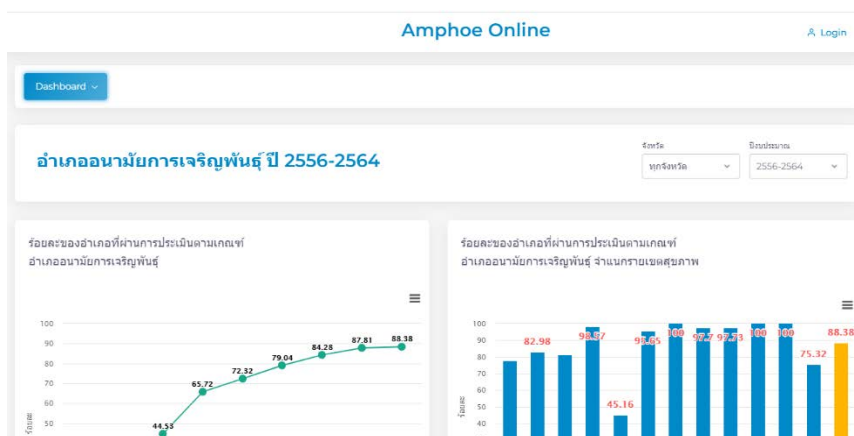 Amphoe Online
Login
Dashboard
อำเภออนามัยการเจริญพันธุ์ ปี 2556-2564
จังหวัด
ทุกจังหวัด
ปีงบประมาณ
2556-2564
ร้อยละของอำเภอที่ผ่านการประเมินตามเกณฑ์
อำเภออนามัยการเจริญพันธุ์
100
90
80
70
60
50
ร้อยละ
44.53
65.72
72.32
79.04
84.28
87.81
88.38
ร้อยละของอำเภอที่ผ่านการประเมินตามเกณฑ์
อำเภออนามัยการเจริญพันธุ์ จำแนกรายเขตสุขภาพ
100
90
80
70
60
50
40
ร้อยละ
82.98
45.16
100
97.73
100
100
75.32
88.38